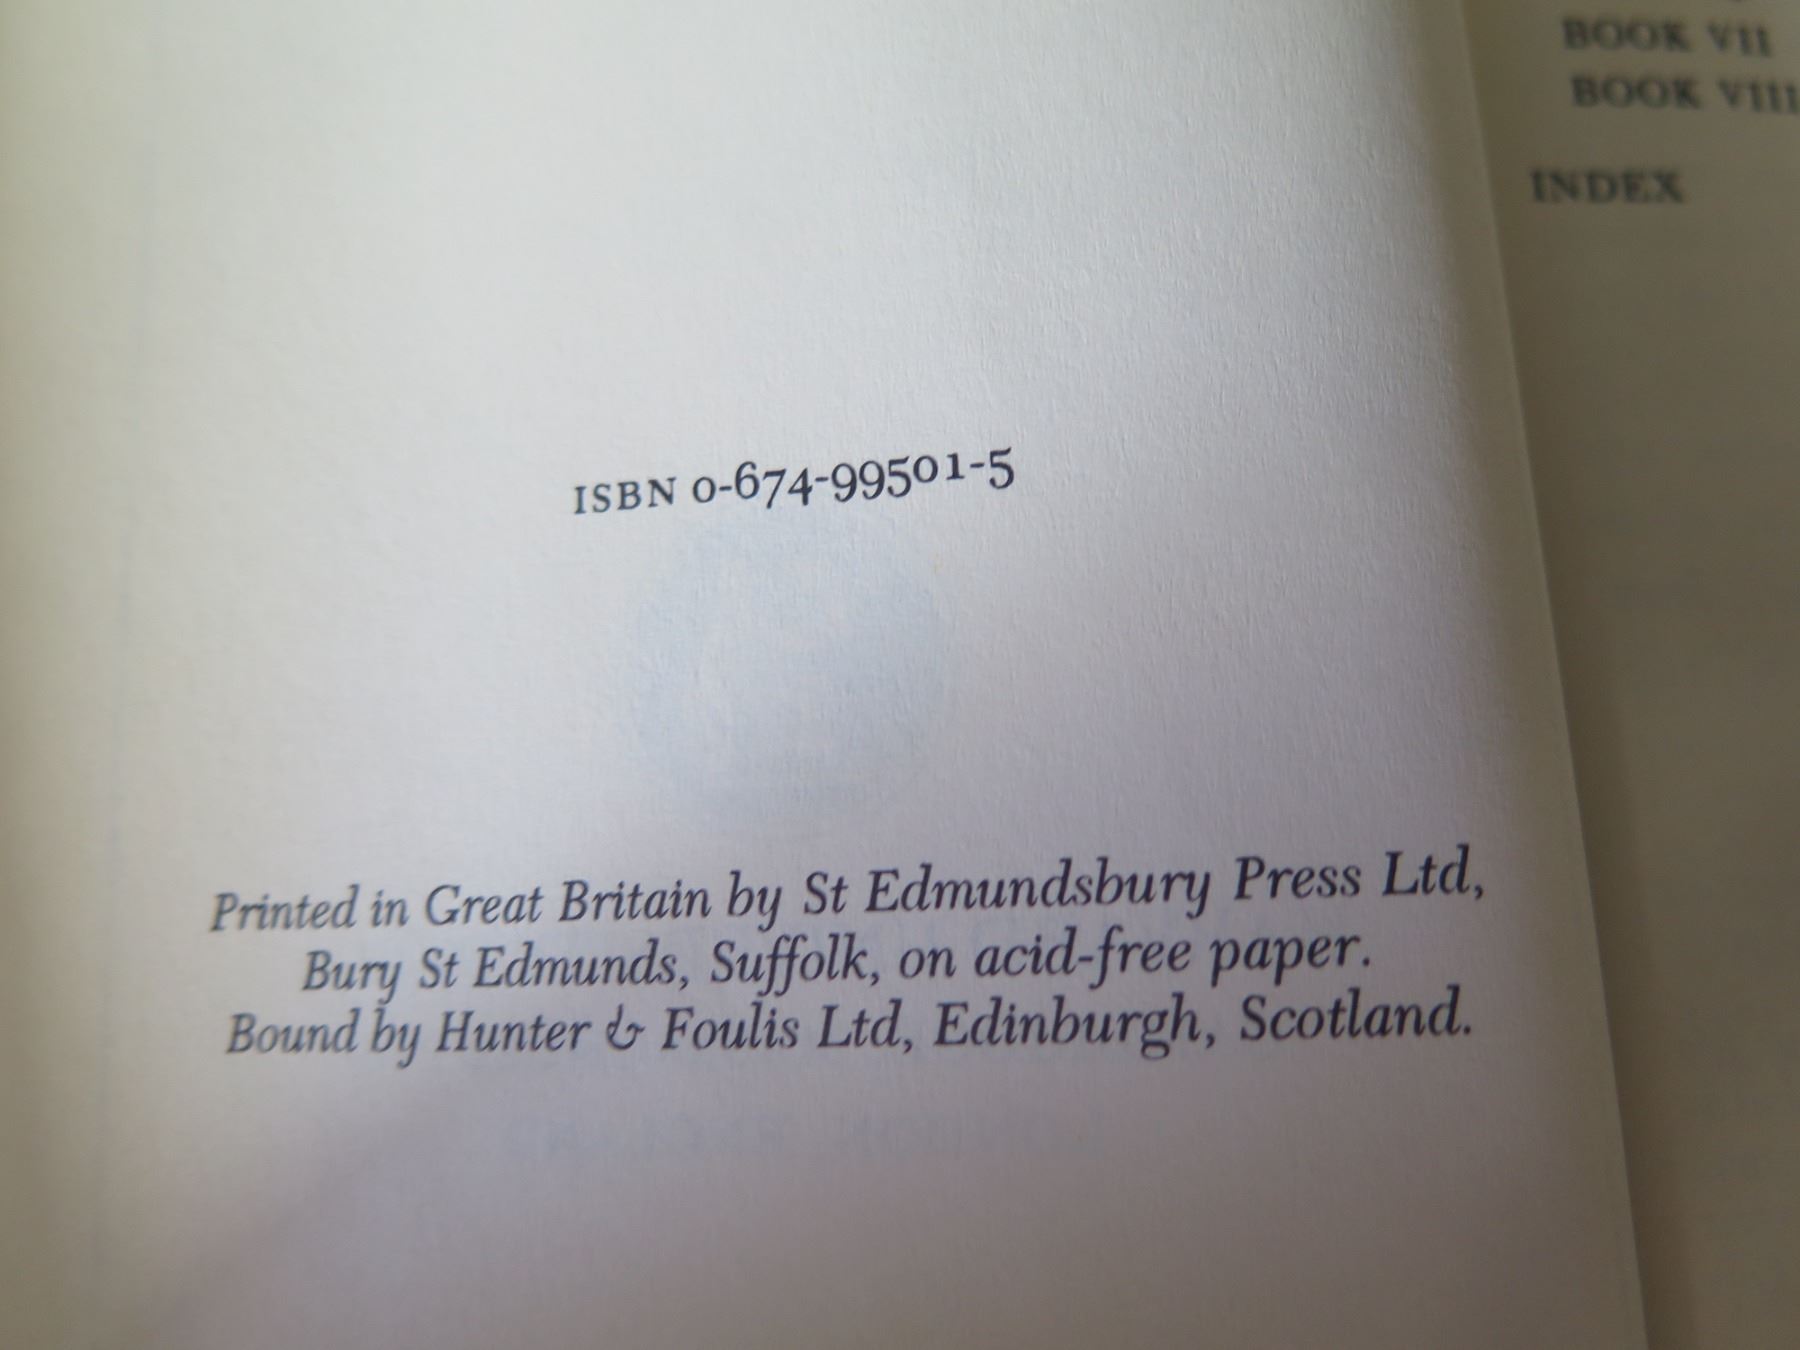 ISBN 0-674-99501-5
Printed in Great Britain by St Edmundsbury Press Ltd,
Bury St Edmunds, Suffolk, on acid-free paper.
Bound by Hunter & Foulis Ltd, Edinburgh, Scotland.
BOOK VII
BOOK VIII
INDEX